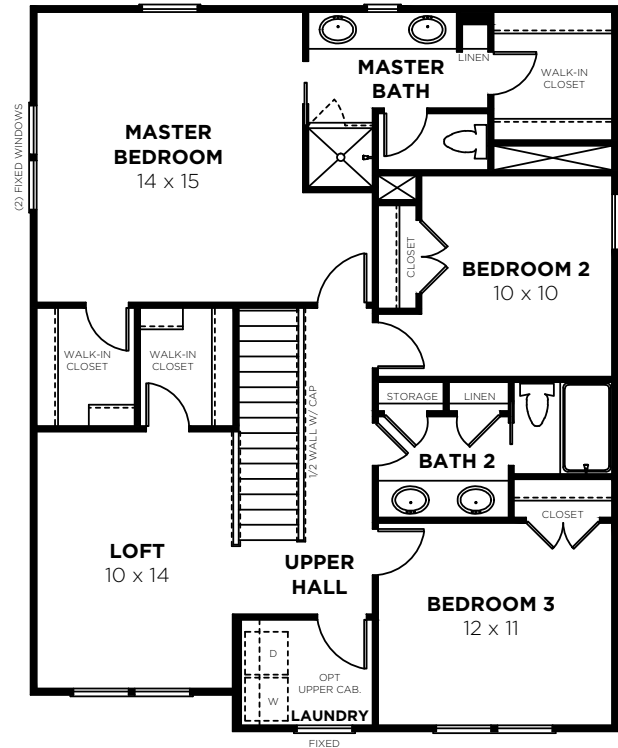 LINEN
MASTER
BATH
WALK-IN
CLOSET
(2) FIXED WINDOWS
MASTER
BEDROOM
14 x 15
CLOSET
BEDROOM 2
10 x 10
WALK-IN
CLOSET
WALK-IN
CLOSET
1/2 WALL W/ CAP
STORAGE
LINEN
BATH 2
CLOSET
LOFT
10 x 14
UPPER
HALL
BEDROOM 3
12 x 11
D
W
OPT
UPPER CAB.
LAUNDRY
FIXED